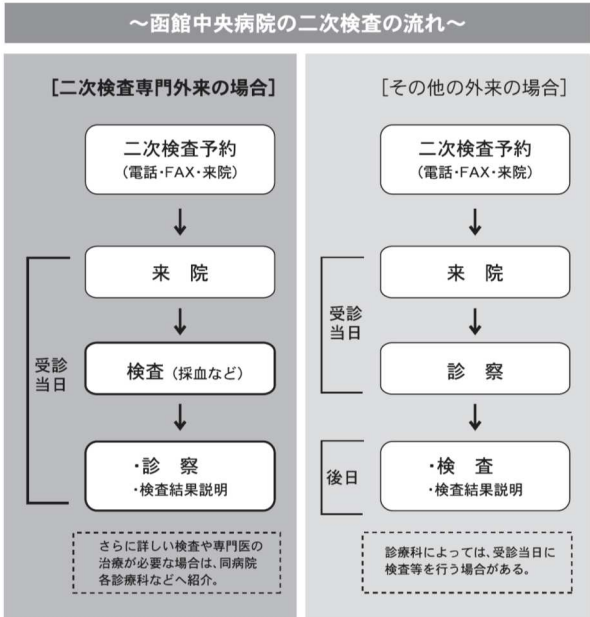 ～函館中央病院の二次検査の流れ～
[二次検査専門外来の場合]
二次検査予約
(電話・FAX・来院)
来 院
検査 (採血など)
・診 察
・検査結果説明
受診
当日
さらに詳しい検査や専門医の
治療が必要な場合は、同病院
各診療科などへ紹介。
[その他の外来の場合]
二次検査予約
(電話・FAX・来院)
来 院
診 察
受診
当日
・検 査
・検査結果説明
後日
診療科によっては、受診当日に
検査等を行う場合がある。